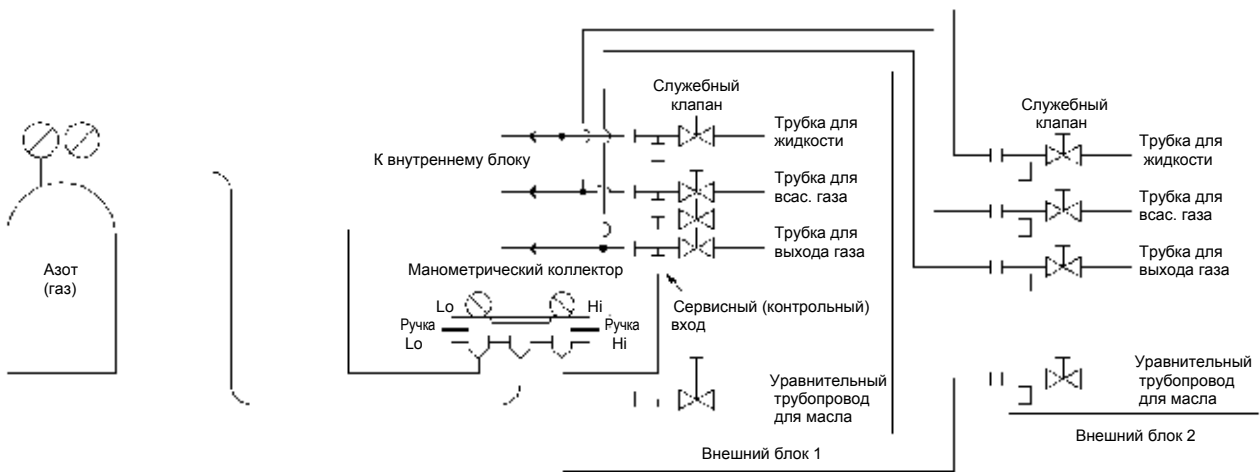 Служебный
клапан
Трубка для
жидкости
К внутреннему блоку
Трубка для
всас. газа
Трубка для
выхода газа
Азот
(газ)
Манометрический коллектор
Lo
Hi
Ручка
Lo
Ручка
Hi
Сервисный (контрольный)
вход
Уравнительный
трубопровод
для масла
Внешний блок 1
Служебный
клапан
Трубка для
жидкости
Трубка для
всас. газа
Трубка для
выхода газа
Уравнительный
трубопровод
для масла
Внешний блок 2